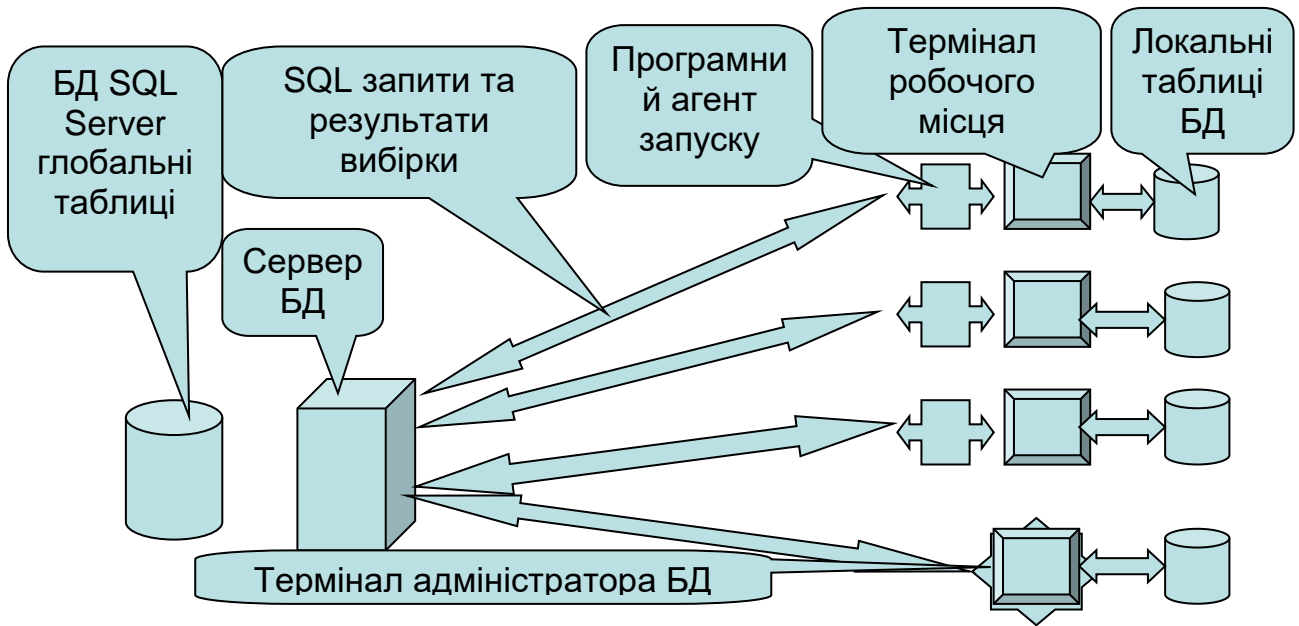 БД SQL
Server
глобальні
таблиці
SQL запити та
результати
вибірки
Програмни
й агент
запуску
Термінал
робочого
місця
Локальні
таблиці
БД
Сервер
БД
Термінал адміністратора БД